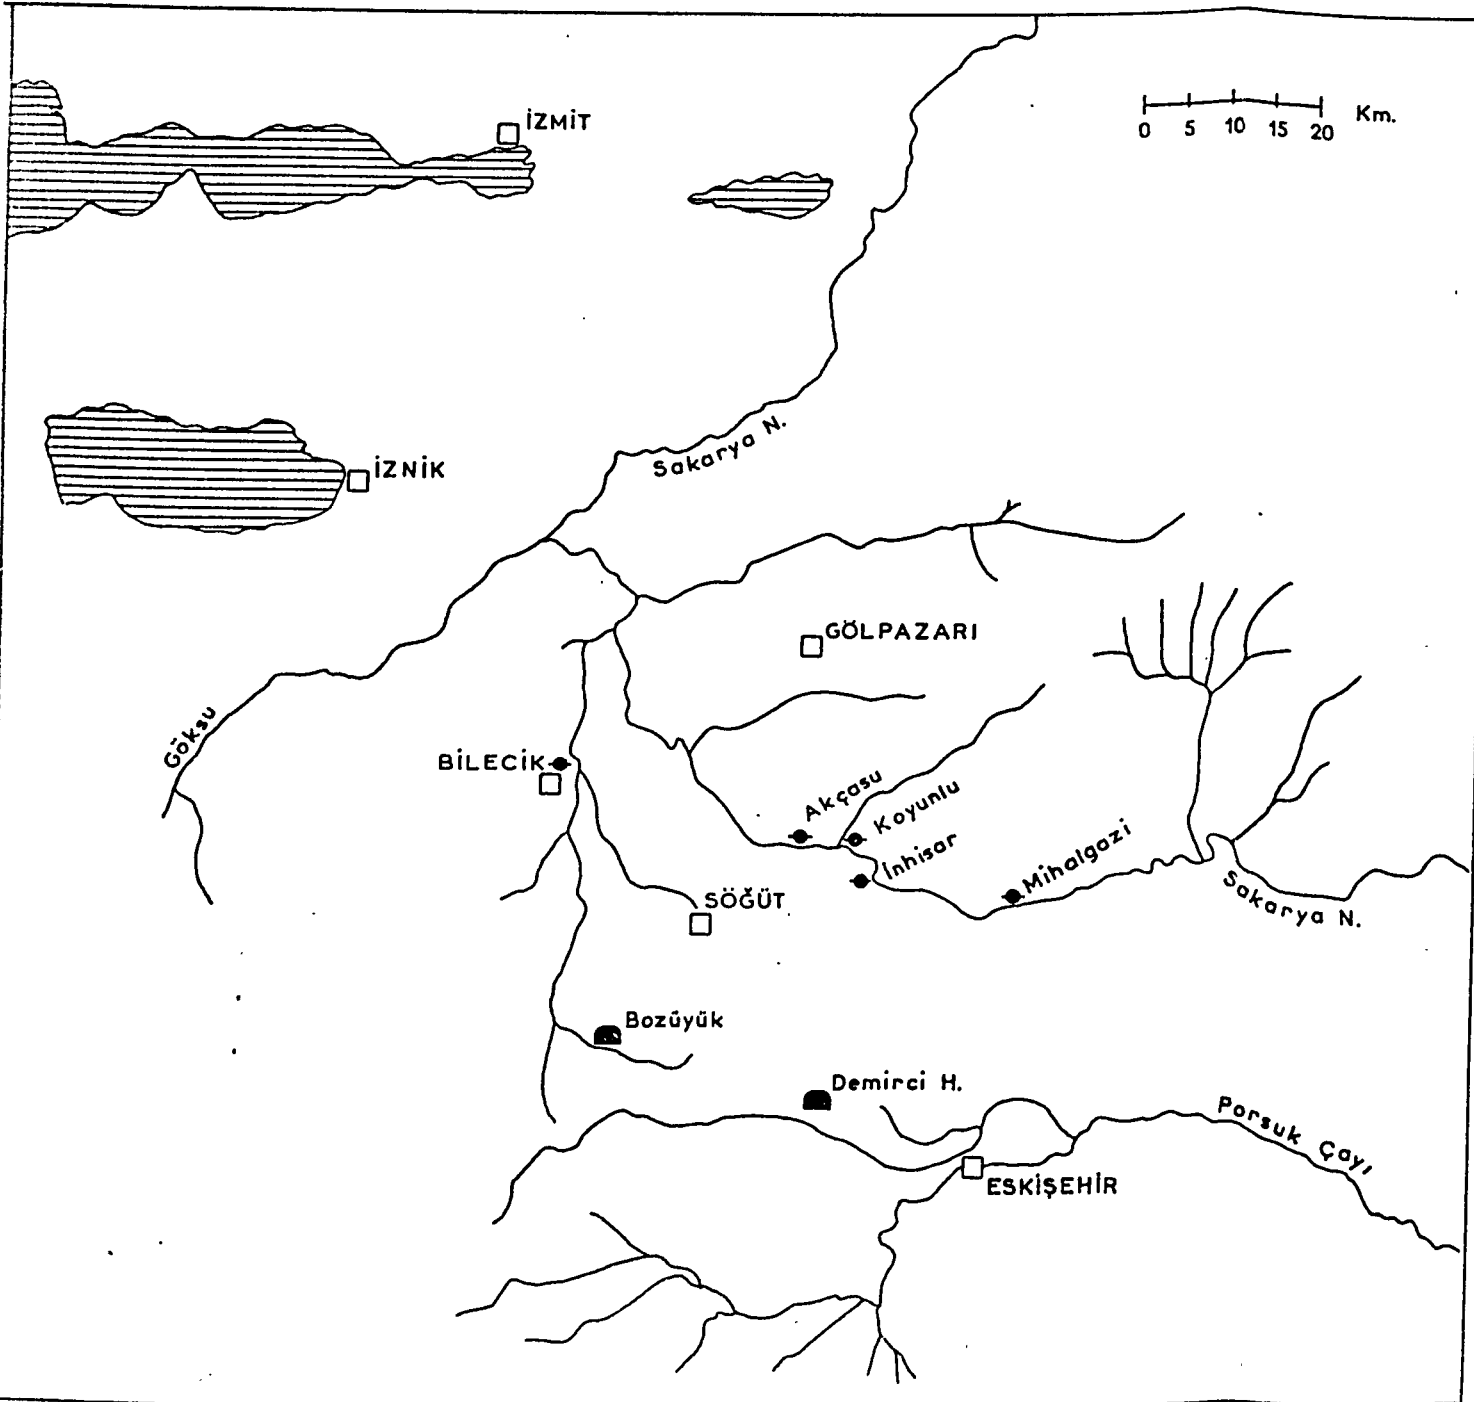 İZMİT
Km.
0 5 10 15 20
Sakarya N.
İZNİK
GÖLPAZARI
Göksu
BİLECİK
Akçasu
Koyunlu
İnhisar
Mihalgazi
SÖĞÜT
Sakarya N.
Bozüyük
Demirci H.
Porsuk Çayı
ESKİŞEHİR